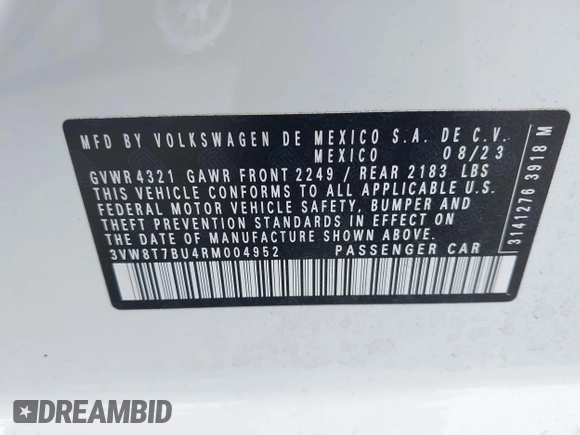 MFD BY VOLKSWAGEN DE MEXICO S.A. DE C.V.
MEXICO 08/23
GVWR 4321 GAWR FRONT 2249 / REAR 2183 LBS
THIS VEHICLE CONFORMS TO ALL APPLICABLE U.S.
FEDERAL MOTOR VEHICLE SAFETY, BUMPER AND
THEFT PREVENTION STANDARDS IN EFFECT ON
THE DATE OF MANUFACTURE SHOWN ABOVE.
3VW8T7BU4RM004952 PASSENGER CAR
3141276 3918 M
DREAMBID